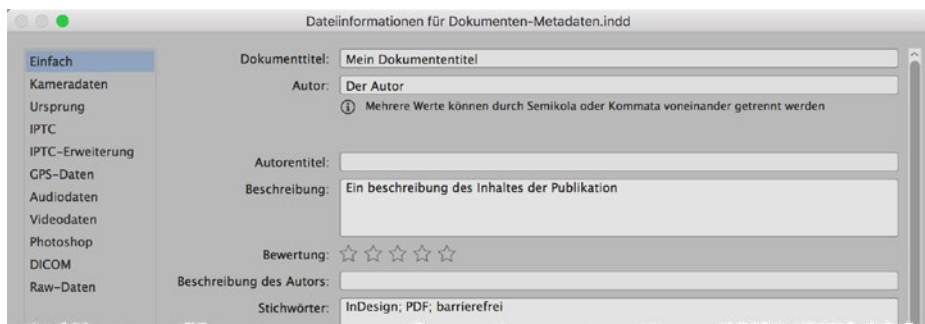 Dateiinformationen für Dokumenten-Metadaten.indd
Einfach
Kameradaten
Ursprung
IPTC
IPTC-Erweiterung
GPS-Daten
Audiodaten
Videodaten
Photoshop
DICOM
Raw-Daten
Dokumenttitel: Mein Dokumententitel
Autor: Der Autor
Mehrere Werte können durch Semikola oder Kommata voneinander getrennt werden
Autorentitel:
Beschreibung: Ein beschreibung des Inhaltes der Publikation
Bewertung:
Beschreibung des Autors:
Stichwörter: InDesign; PDF; barrierefrei